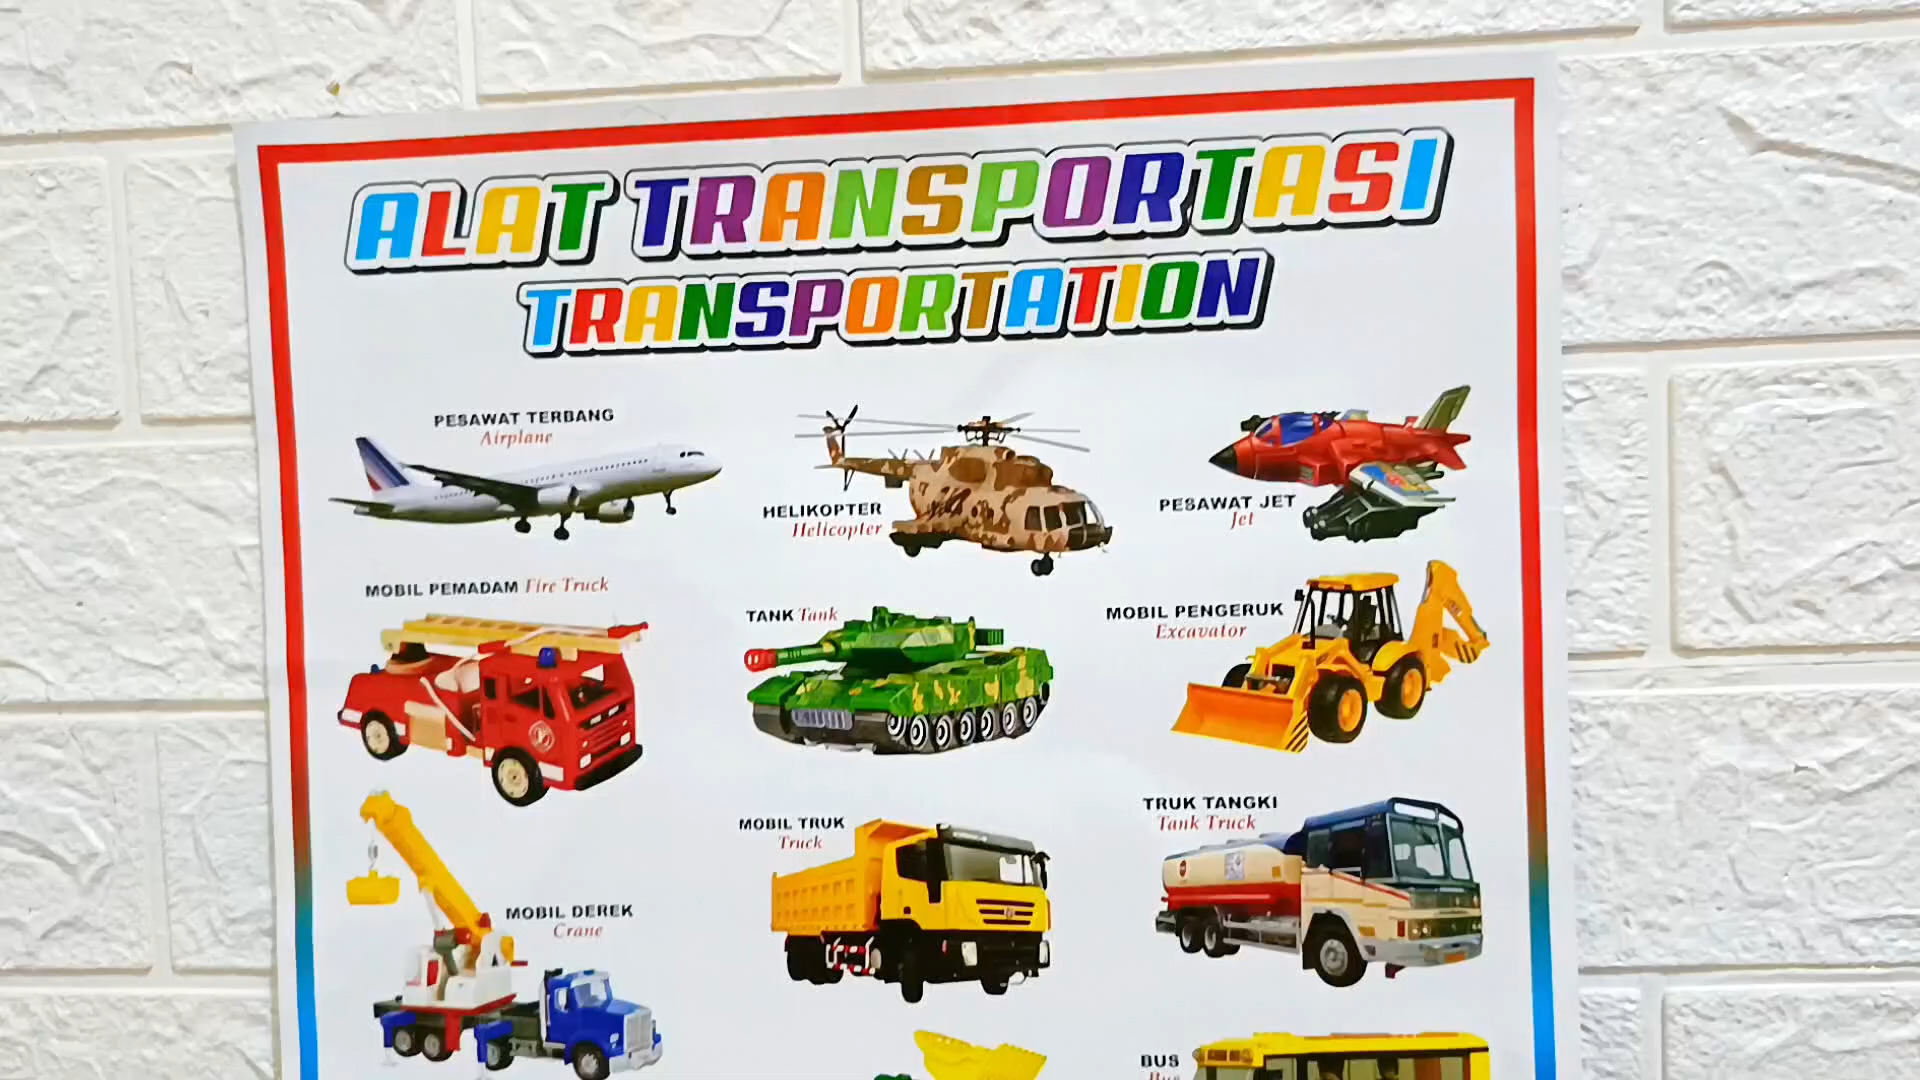 ALAT TRANSPORTASI
TRANSPORTATION
PESAWAT TERBANG
Airplane
HELIKOPTER
Helicopter
PESAWAT JET
Jet
MOBIL PEMADAM Fire Truck
TANK Tank
MOBIL PENGERUK
Excavator
MOBIL DEREK
Crane
MOBIL TRUK
Truck
TRUK TANGKI
Tank Truck
BUS
Bus